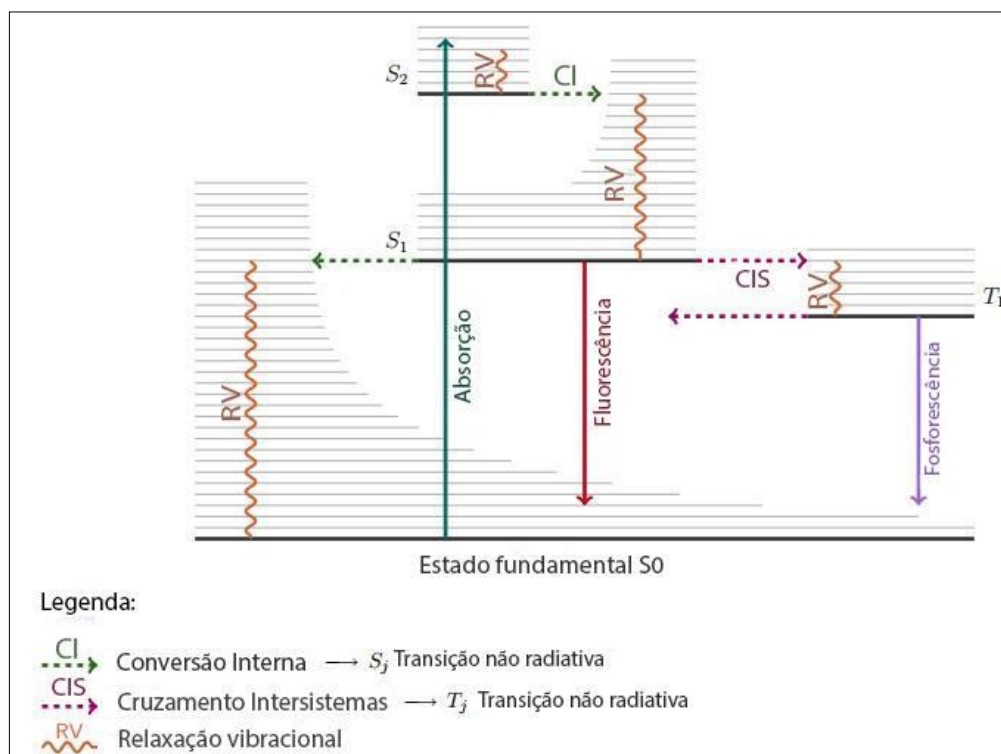 S2
RV
CI
RV
S1
CIS
RV
T1
RV
Absorção
Fluorescência
Fosforescência
Estado fundamental S0
Legenda:
CI Conversão Interna → Sj Transição não radiativa
CIS Cruzamento Intersistemas → Tj Transição não radiativa
RV Relaxação vibracional